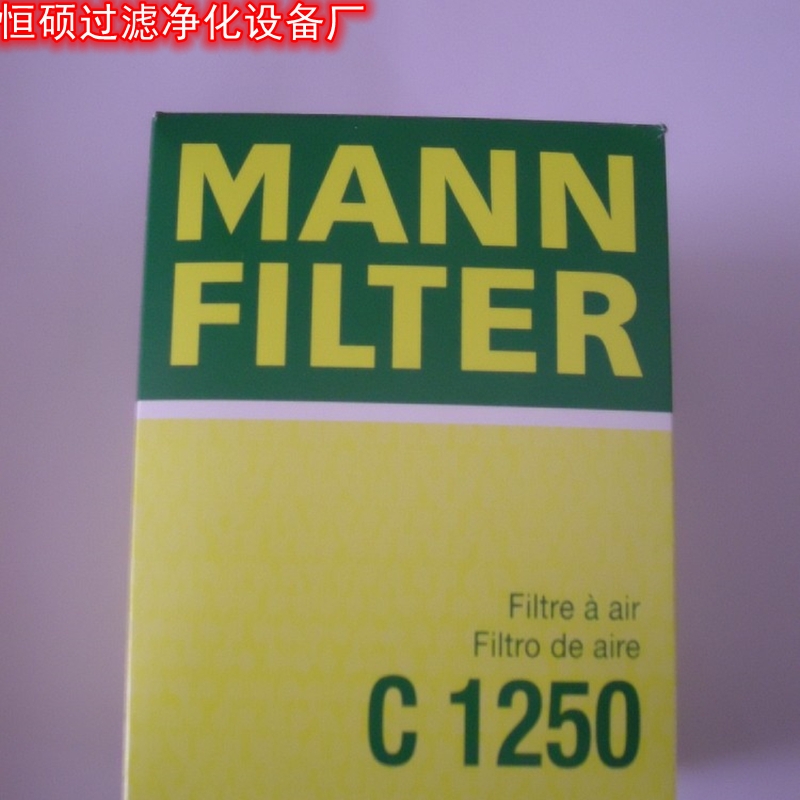 恒硕过滤净化设备厂
MANN
FILTER
Filtre à air
Filtro de aire
C 1250